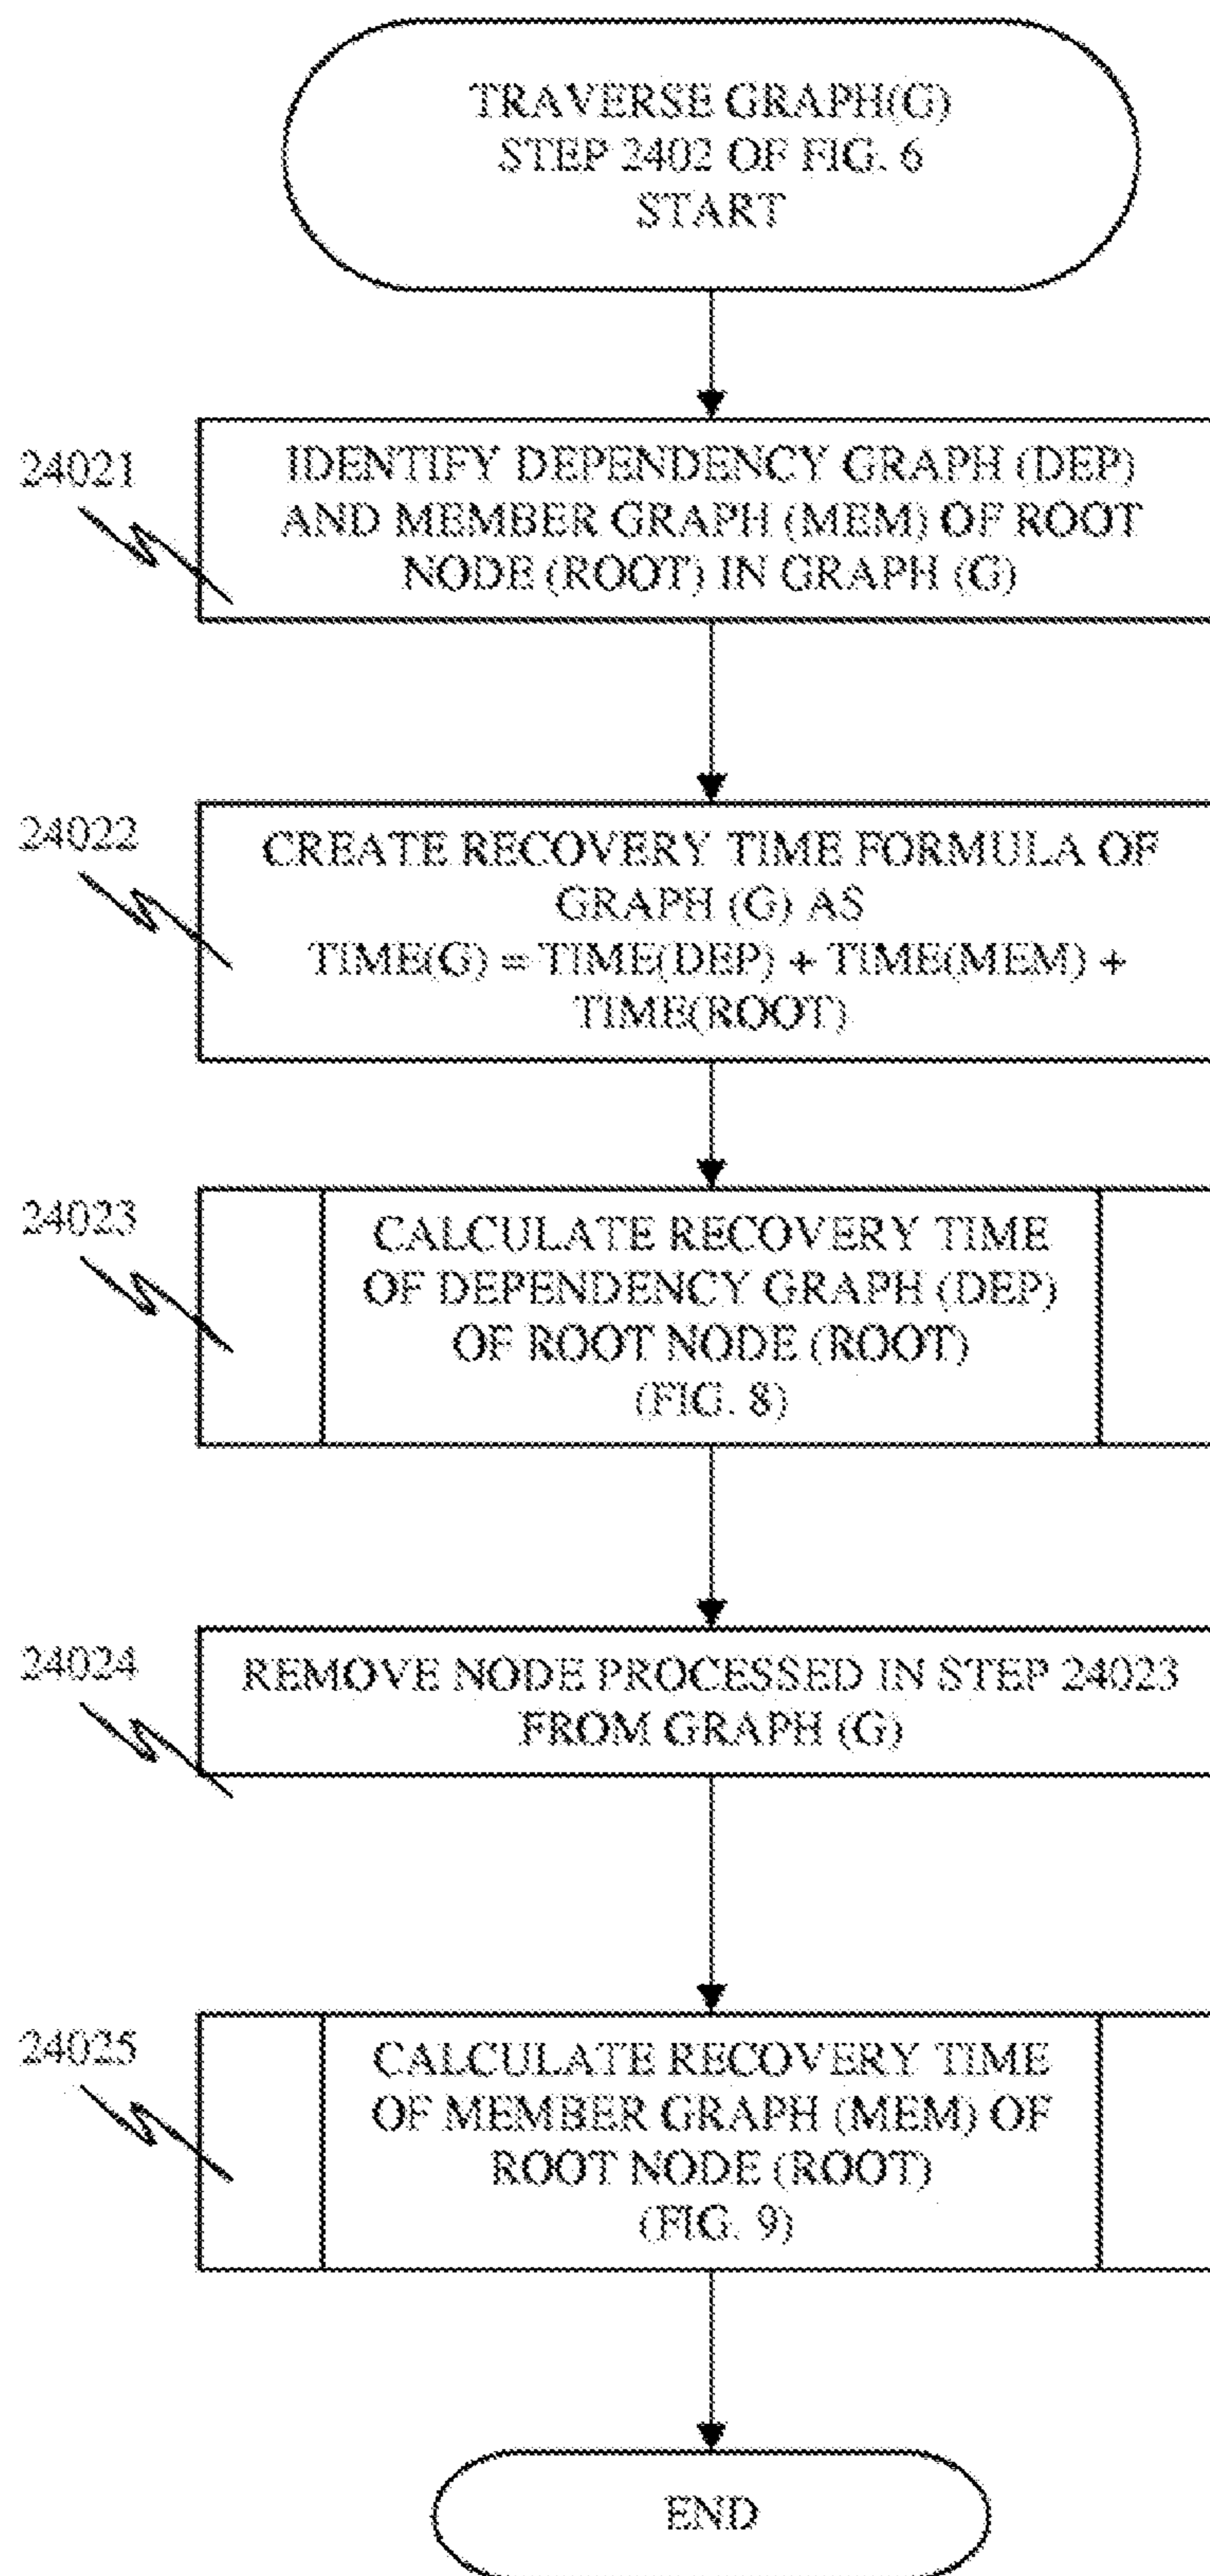 TRAVERSE GRAPH(G)
STEP 2402 OF FIG. 6
START
24021
IDENTIFY DEPENDENCY GRAPH (DEP)
AND MEMBER GRAPH (MEM) OF ROOT
NODE (ROOT) IN GRAPH (G)
24022
CREATE RECOVERY TIME FORMULA OF
GRAPH (G) AS
TIME(G) = TIME(DEP) + TIME(MEM) +
TIME(ROOT)
24023
CALCULATE RECOVERY TIME
OF DEPENDENCY GRAPH (DEP)
OF ROOT NODE (ROOT)
(FIG. 8)
24024
REMOVE NODE PROCESSED IN STEP 24023
FROM GRAPH (G)
24025
CALCULATE RECOVERY TIME
OF MEMBER GRAPH (MEM) OF
ROOT NODE (ROOT)
(FIG. 9)
END